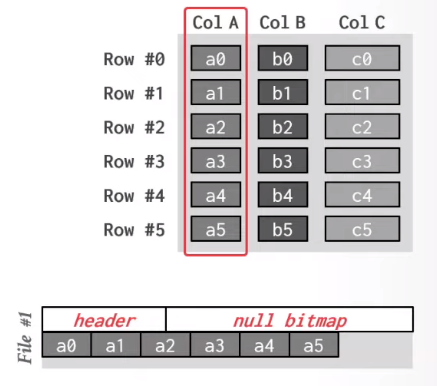 Col A Col B Col C
Row #0 a0 b0 c0
Row #1 a1 b1 c1
Row #2 a2 b2 c2
Row #3 a3 b3 c3
Row #4 a4 b4 c4
Row #5 a5 b5 c5
File #1
header null bitmap
a0 a1 a2 a3 a4 a5